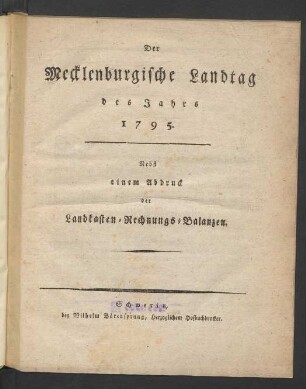 Der
Mecklenburgische Landtag
des Jahrs
1795.
Nebst
einem Abdruck
der
Landkasten-Rechnungs-Balanzen.
Schwerin,
bey Wilhelm Bärensprung, Herzoglichem Hofbuchdrucker.